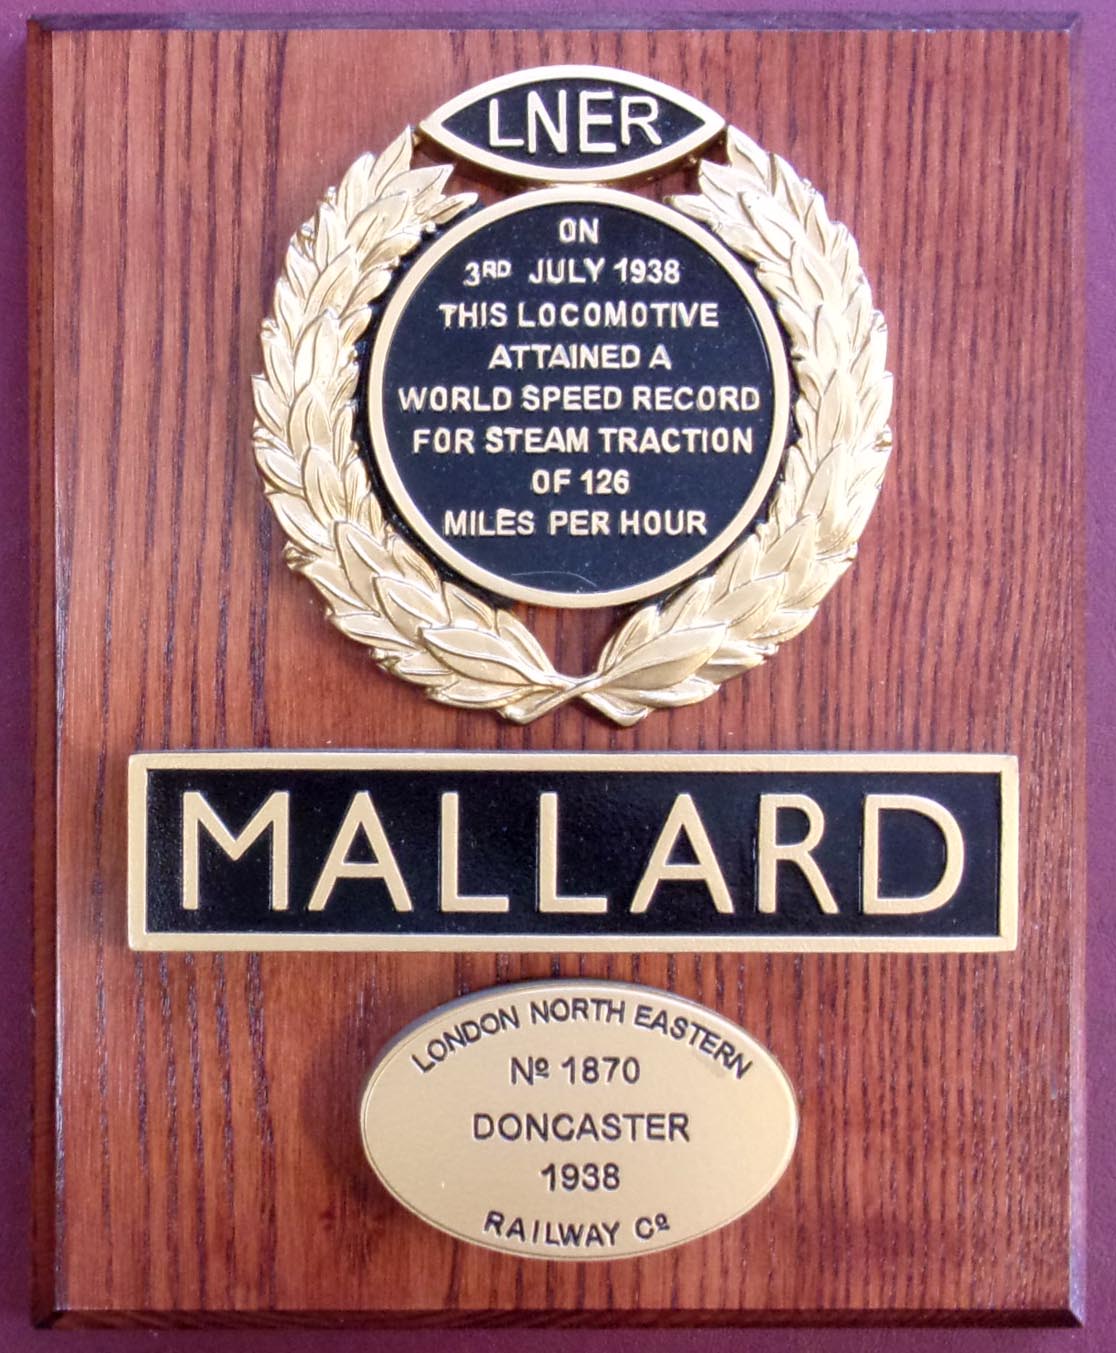 LNER
ON
3RD JULY 1938
THIS LOCOMOTIVE
ATTAINED A
WORLD SPEED RECORD
FOR STEAM TRACTION
OF 126
MILES PER HOUR
MALLARD
LONDON NORTH EASTERN
Nº 1870
DONCASTER
1938
RAILWAY Cº